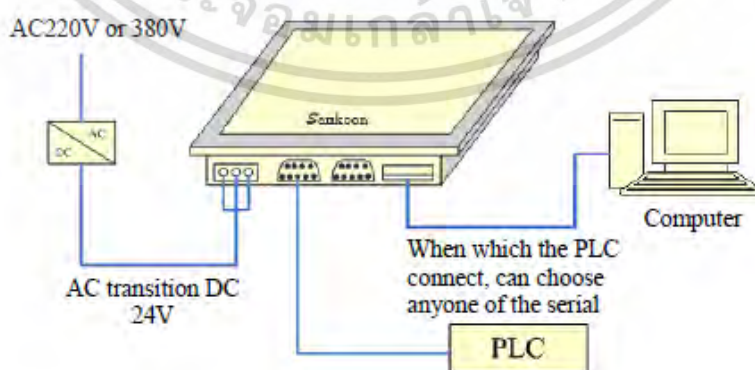 AC220V or 380V
AC
DC
Sankoon
Computer
AC transition DC
24V
When which the PLC
connect, can choose
anyone of the serial
PLC